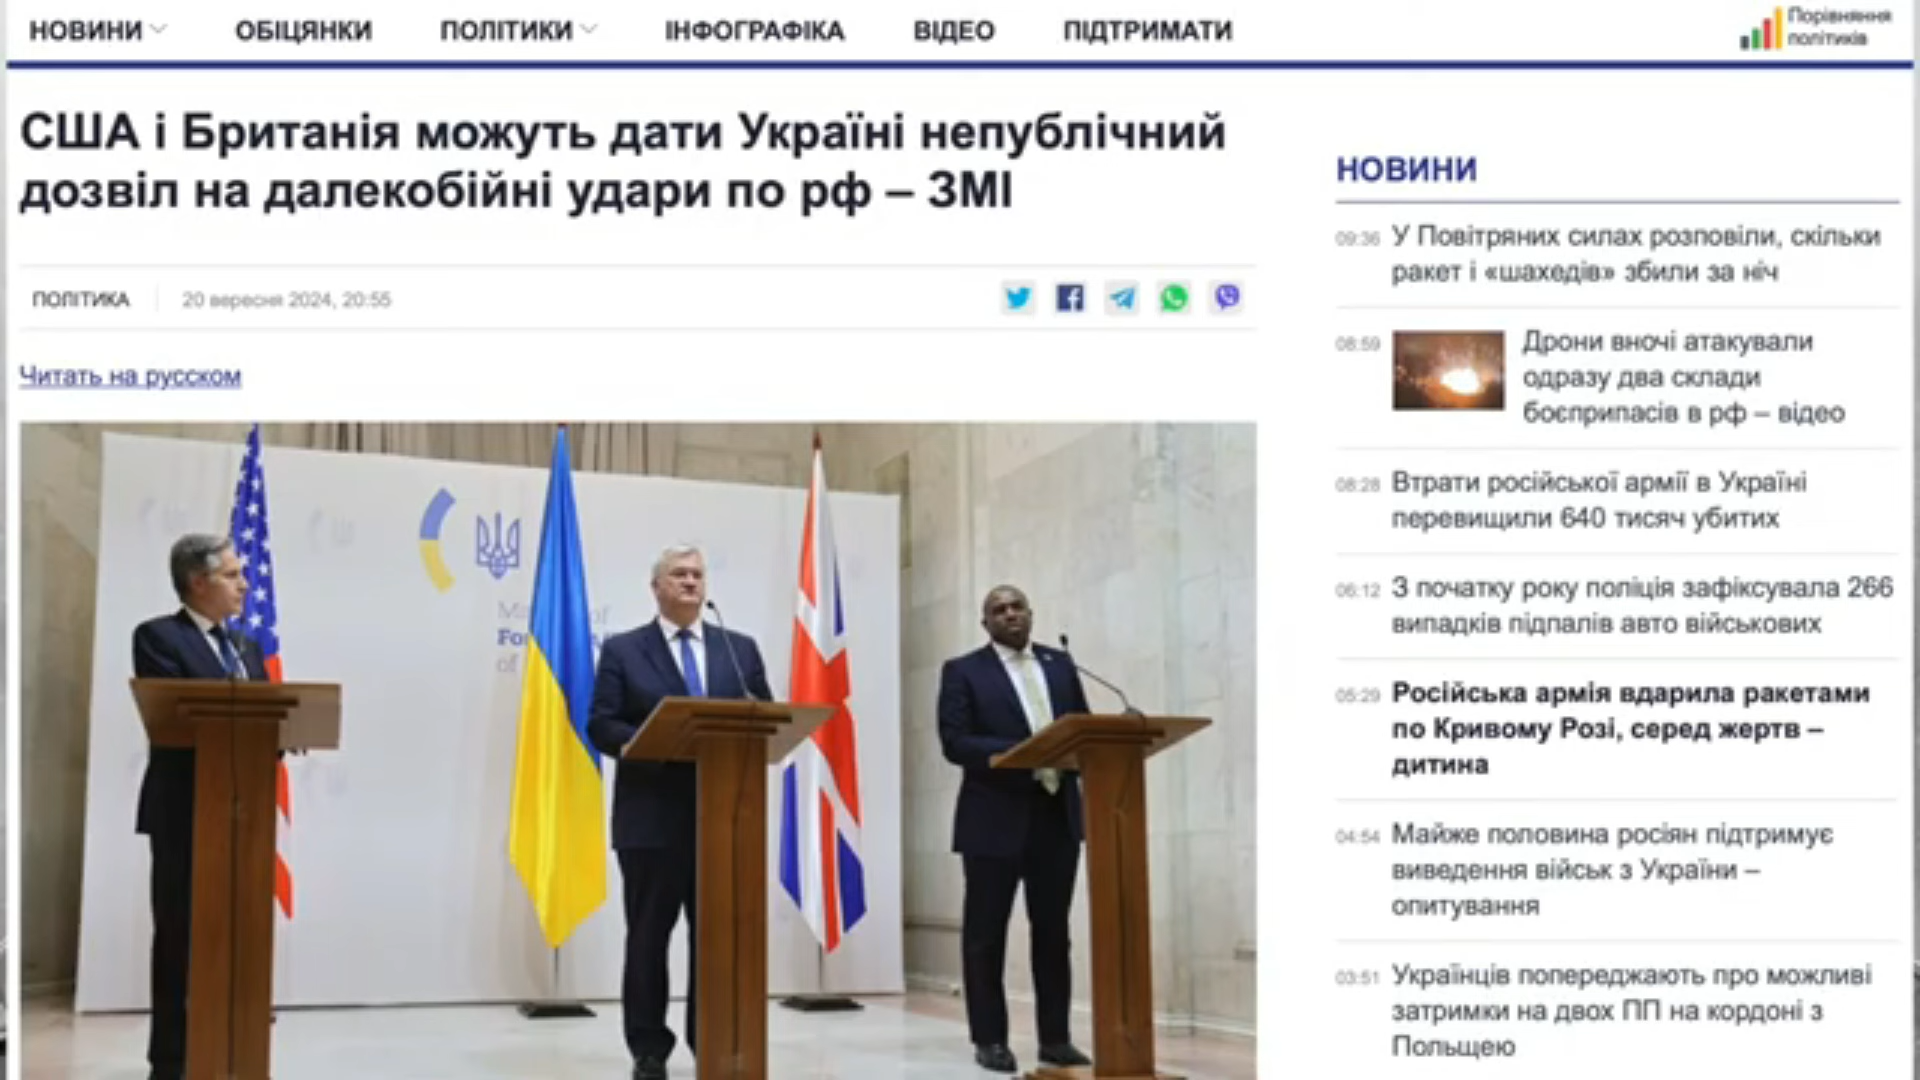 НОВИНИ
ОБІЦЯНКИ
ПОЛІТИКИ
ІНФОГРАФІКА
ВІДЕО
ПІДТРИМАТИ
Порівняння
політиків
США і Британія можуть дати Україні непублічний
дозвіл на далекобійні удари по рф – ЗМІ
ПОЛІТИКА
20 вересня 2024, 20:55
Читать на русском
of
Fo
of
НОВИНИ
09:36 У Повітряних силах розповіли, скільки
ракет і «шахедів» збили за ніч
08:59 Дрони вночі атакували
одразу два склади
боєприпасів в рф – відео
08:28 Втрати російської армії в Україні
перевищили 640 тисяч убитих
06:12 З початку року поліція зафіксувала 266
випадків підпалів авто військових
05:29 Російська армія вдарила ракетами
по Кривому Розі, серед жертв –
дитина
04:54 Майже половина росіян підтримує
виведення військ з України –
опитування
03:51 Українців попереджають про можливі
затримки на двох ПП на кордоні з
Польщею